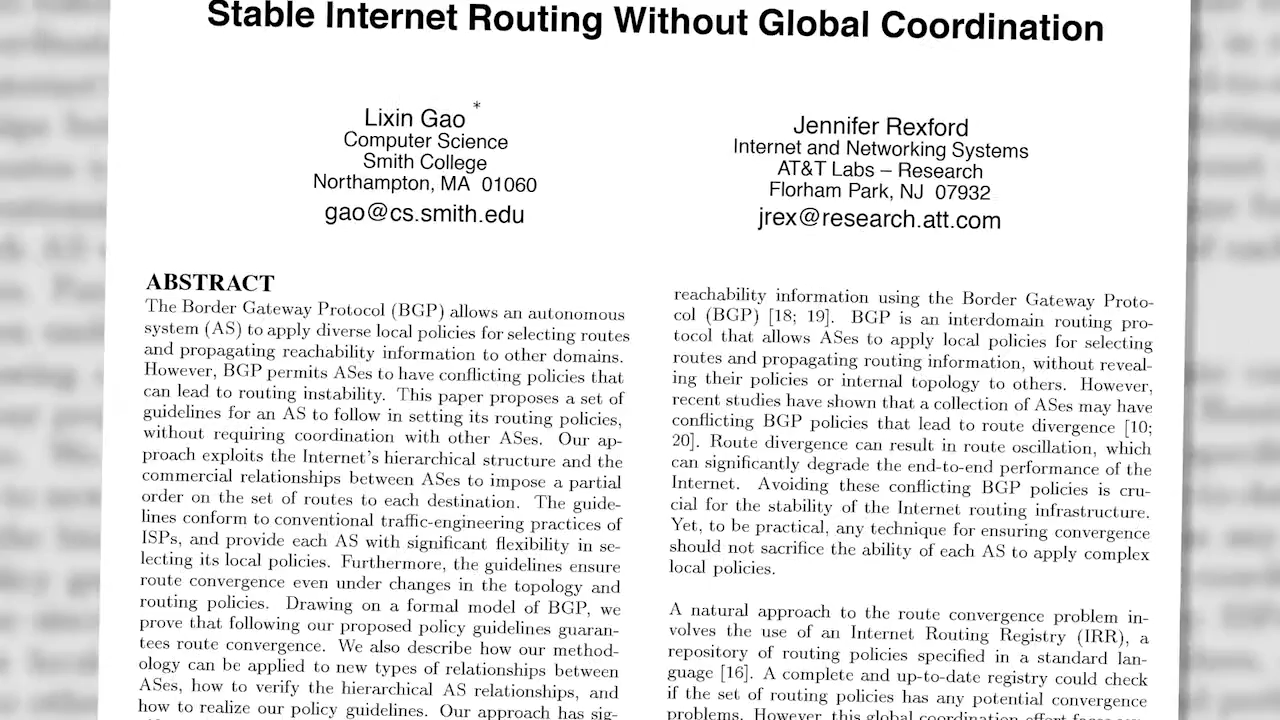 Stable Internet Routing Without Global Coordination
Lixin Gao *
Computer Science
Smith College
Northampton, MA 01060
gao@cs.smith.edu
Jennifer Rexford
Internet and Networking Systems
AT&T Labs – Research
Florham Park, NJ 07932
jrex@research.att.com
ABSTRACT
The Border Gateway Protocol (BGP) allows an autonomous
system (AS) to apply diverse local policies for selecting routes
and propagating reachability information to other domains.
However, BGP permits ASes to have conflicting policies that
can lead to routing instability. This paper proposes a set of
guidelines for an AS to follow in setting its routing policies,
without requiring coordination with other ASes. Our ap-
proach exploits the Internet's hierarchical structure and the
commercial relationships between ASes to impose a partial
order on the set of routes to each destination. The guide-
lines conform to conventional traffic-engineering practices of
ISPs, and provide each AS with significant flexibility in se-
lecting its local policies. Furthermore, the guidelines ensure
route convergence even under changes in the topology and
routing policies. Drawing on a formal model of BGP, we
prove that following our proposed policy guidelines guaran-
tees route convergence. We also describe how our method-
ology can be applied to new types of relationships between
ASes, how to verify the hierarchical AS relationships, and
how to realize our policy guidelines. Our approach has sig-
reachability information using the Border Gateway Proto-
col (BGP) [18; 19]. BGP is an interdomain routing pro-
tocol that allows ASes to apply local policies for selecting
routes and propagating routing information, without reveal-
ing their policies or internal topology to others. However,
recent studies have shown that a collection of ASes may have
conflicting BGP policies that lead to route divergence [10;
20]. Route divergence can result in route oscillation, which
can significantly degrade the end-to-end performance of the
Internet. Avoiding these conflicting BGP policies is cru-
cial for the stability of the Internet routing infrastructure.
Yet, to be practical, any technique for ensuring convergence
should not sacrifice the ability of each AS to apply complex
local policies.
A natural approach to the route convergence problem in-
volves the use of an Internet Routing Registry (IRR), a
repository of routing policies specified in a standard lan-
guage [16]. A complete and up-to-date registry could check
if the set of routing policies has any potential convergence
problems. However, this global coordination effort faces